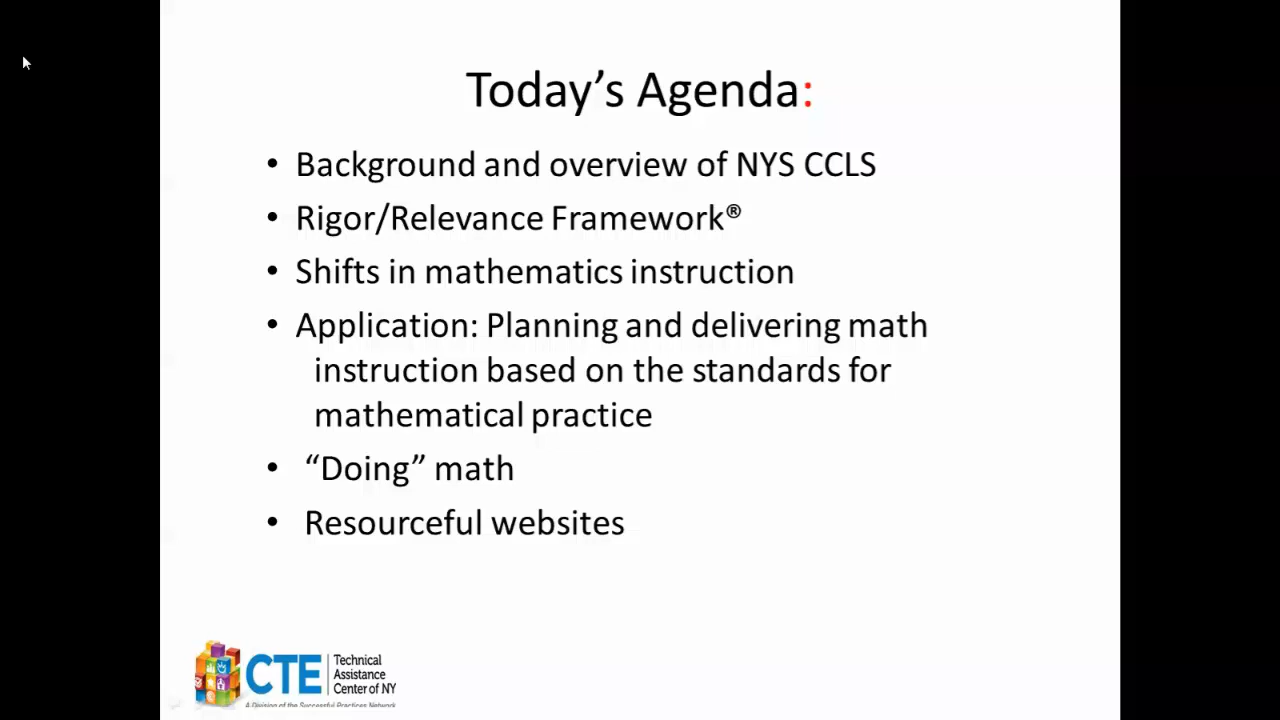 Today’s Agenda:
• Background and overview of NYS CCLS
• Rigor/Relevance Framework®
• Shifts in mathematics instruction
• Application: Planning and delivering math
instruction based on the standards for
mathematical practice
• “Doing” math
• Resourceful websites
CTE
Technical
Assistance
Center of NY
A Division of the Successful Practices Network